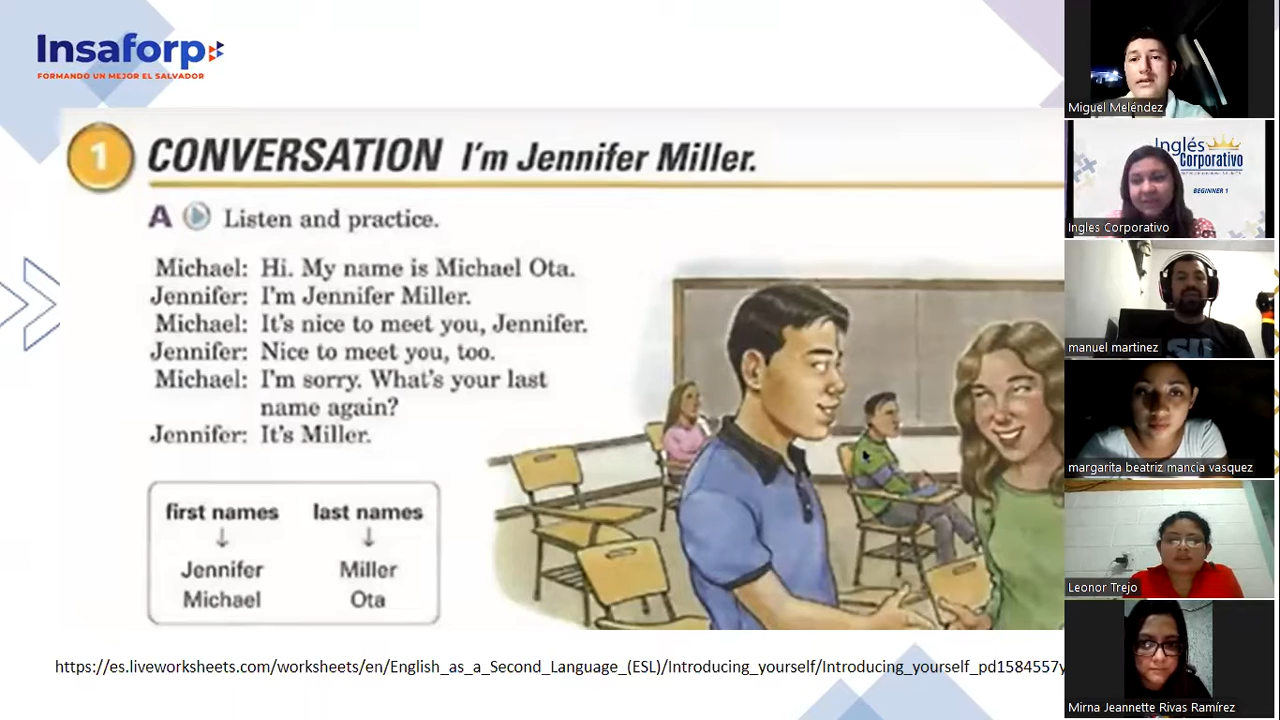 Insaforp
FORMANDO UN MEJOR EL SALVADOR
1 CONVERSATION I'm Jennifer Miller.
A Listen and practice.
Michael: Hi. My name is Michael Ota.
Jennifer: I'm Jennifer Miller.
Michael: It's nice to meet you, Jennifer.
Jennifer: Nice to meet you, too.
Michael: I'm sorry. What's your last
name again?
Jennifer: It's Miller.
first names last names
↓ ↓
Jennifer Miller
Michael Ota
https://es.liveworksheets.com/worksheets/en/English_as_a_Second_Language_(ESL)/Introducing_yourself/Introducing_yourself_pd1584557y
Miguel Meléndez
Inglés
Corporativo
BEGINNER 1
Ingles Corporativo
manuel martinez
margarita beatriz mancia vasquez
Leonor Trejo
Mirna Jeannette Rivas Ramírez